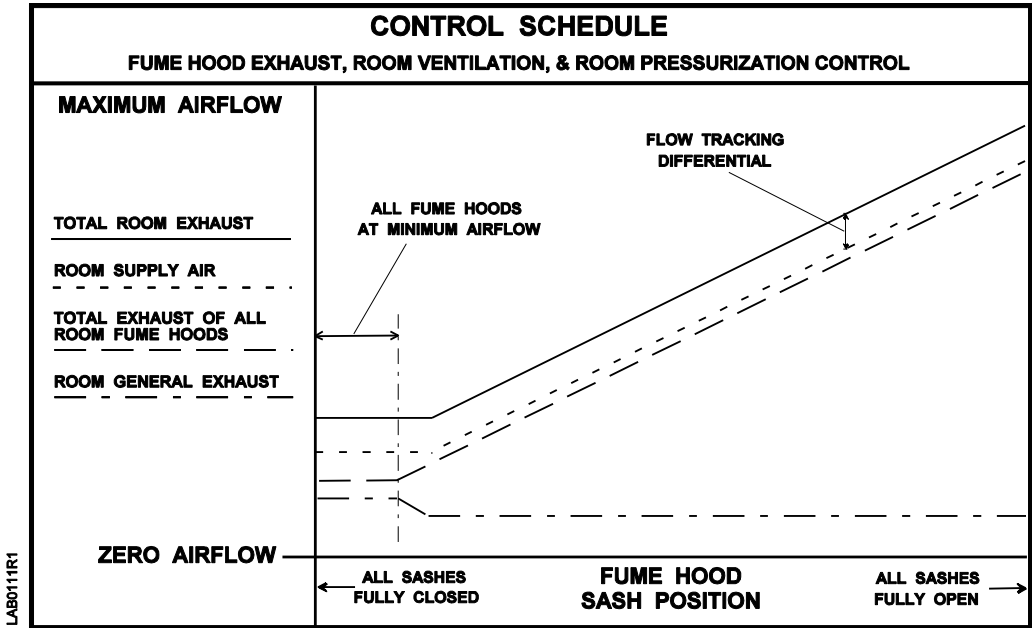 CONTROL SCHEDULE
FUME HOOD EXHAUST, ROOM VENTILATION, & ROOM PRESSURIZATION CONTROL
MAXIMUM AIRFLOW
TOTAL ROOM EXHAUST
ROOM SUPPLY AIR
TOTAL EXHAUST OF ALL
ROOM FUME HOODS
ROOM GENERAL EXHAUST
ZERO AIRFLOW
ALL FUME HOODS
AT MINIMUM AIRFLOW
FLOW TRACKING
DIFFERENTIAL
ALL SASHES
FULLY CLOSED
FUME HOOD
SASH POSITION
ALL SASHES
FULLY OPEN
LAB0111R1